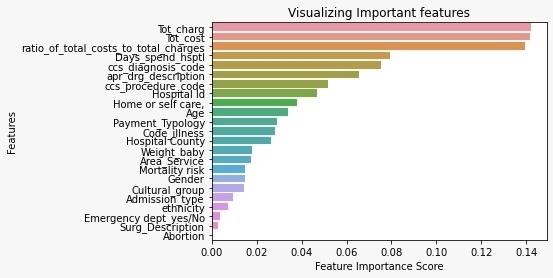 Visualizing Important features
Tot_charg
Tot_cost
ratio_of_total_costs_to_total_charges
Days_spend_hsptl
ccs_diagnosis_code
apr_drg_description
ccs_procedure_code
Hospital Id
Home or self care,
Age
Payment_Typology
Code_illness
Hospital County
Weight_baby
Area_Service
Mortality risk
Gender
Cultural_group
Admission_type
ethnicity
Emergency dept_yes/No
Surg_Description
Abortion
Features
0.00 0.02 0.04 0.06 0.08 0.10 0.12 0.14
Feature Importance Score